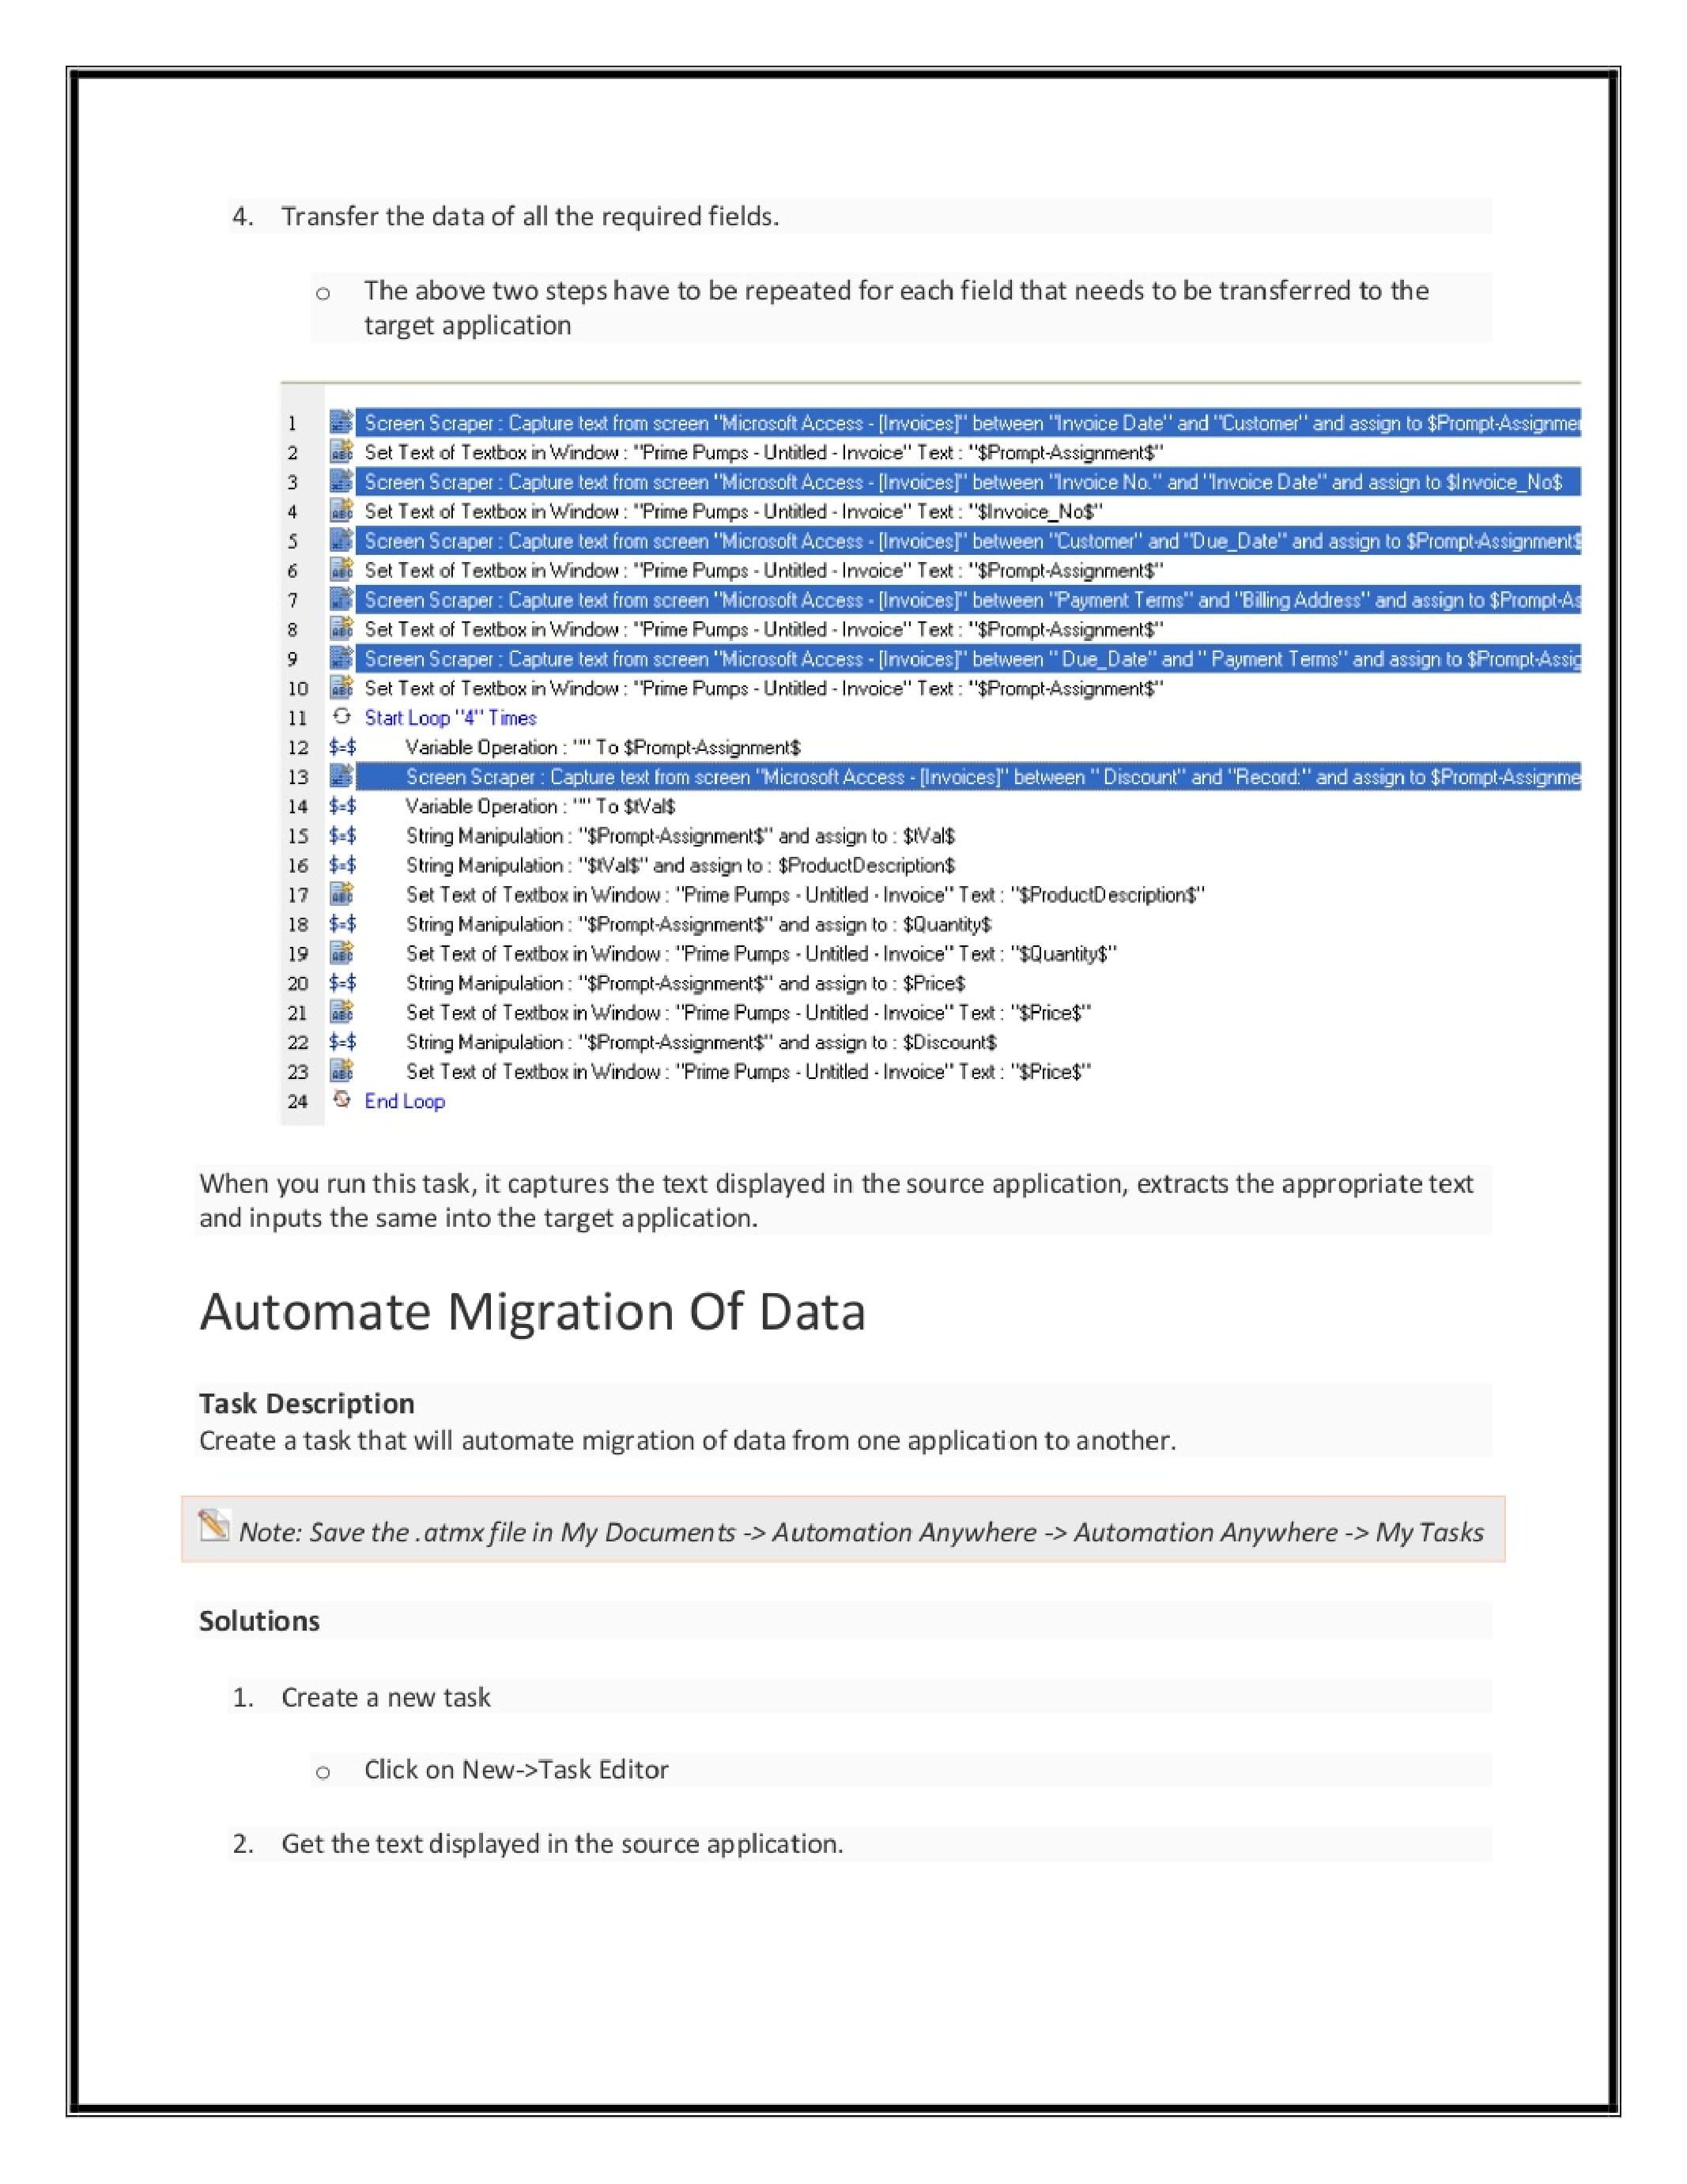 4. Transfer the data of all the required fields.
o The above two steps have to be repeated for each field that needs to be transferred to the
target application
1 Screen Scraper : Capture text from screen "Microsoft Access - [Invoices]" between "Invoice Date" and "Customer" and assign to $Prompt-Assignmer
2 Set Text of Textbox in Window : "Prime Pumps - Untitled - Invoice" Text : "$Prompt-Assignment$"
3 Screen Scraper : Capture text from screen "Microsoft Access - [Invoices]" between "Invoice No." and "Invoice Date" and assign to $Invoice_No$
4 Set Text of Textbox in Window : "Prime Pumps - Untitled - Invoice" Text : "$Invoice_No$"
5 Screen Scraper : Capture text from screen "Microsoft Access - [Invoices]" between "Customer" and "Due_Date" and assign to $Prompt-Assignment$
6 Set Text of Textbox in Window : "Prime Pumps - Untitled - Invoice" Text : "$Prompt-Assignment$"
7 Screen Scraper : Capture text from screen "Microsoft Access - [Invoices]" between "Payment Terms" and "Billing Address" and assign to $Prompt-As
8 Set Text of Textbox in Window : "Prime Pumps - Untitled - Invoice" Text : "$Prompt-Assignment$"
9 Screen Scraper : Capture text from screen "Microsoft Access - [Invoices]" between " Due_Date" and " Payment Terms" and assign to $Prompt-Assig
10 Set Text of Textbox in Window : "Prime Pumps - Untitled - Invoice" Text : "$Prompt-Assignment$"
11 Start Loop "4" Times
12 $=$ Variable Operation : "" To $Prompt-Assignment$
13 Screen Scraper : Capture text from screen "Microsoft Access - [Invoices]" between " Discount" and "Record:" and assign to $Prompt-Assignme
14 $=$ Variable Operation : "" To $tVal$
15 $=$ String Manipulation : "$Prompt-Assignment$" and assign to : $tVal$
16 $=$ String Manipulation : "$tVal$" and assign to : $ProductDescription$
17 Set Text of Textbox in Window : "Prime Pumps - Untitled - Invoice" Text : "$ProductDescription$"
18 $=$ String Manipulation : "$Prompt-Assignment$" and assign to : $Quantity$
19 Set Text of Textbox in Window : "Prime Pumps - Untitled - Invoice" Text : "$Quantity$"
20 $=$ String Manipulation : "$Prompt-Assignment$" and assign to : $Price$
21 Set Text of Textbox in Window : "Prime Pumps - Untitled - Invoice" Text : "$Price$"
22 $=$ String Manipulation : "$Prompt-Assignment$" and assign to : $Discount$
23 Set Text of Textbox in Window : "Prime Pumps - Untitled - Invoice" Text : "$Price$"
24 End Loop
When you run this task, it captures the text displayed in the source application, extracts the appropriate text
and inputs the same into the target application.
Automate Migration Of Data
Task Description
Create a task that will automate migration of data from one application to another.
Note: Save the .atmx file in My Documents -> Automation Anywhere -> Automation Anywhere -> My Tasks
Solutions
1. Create a new task
o Click on New->Task Editor
2. Get the text displayed in the source application.